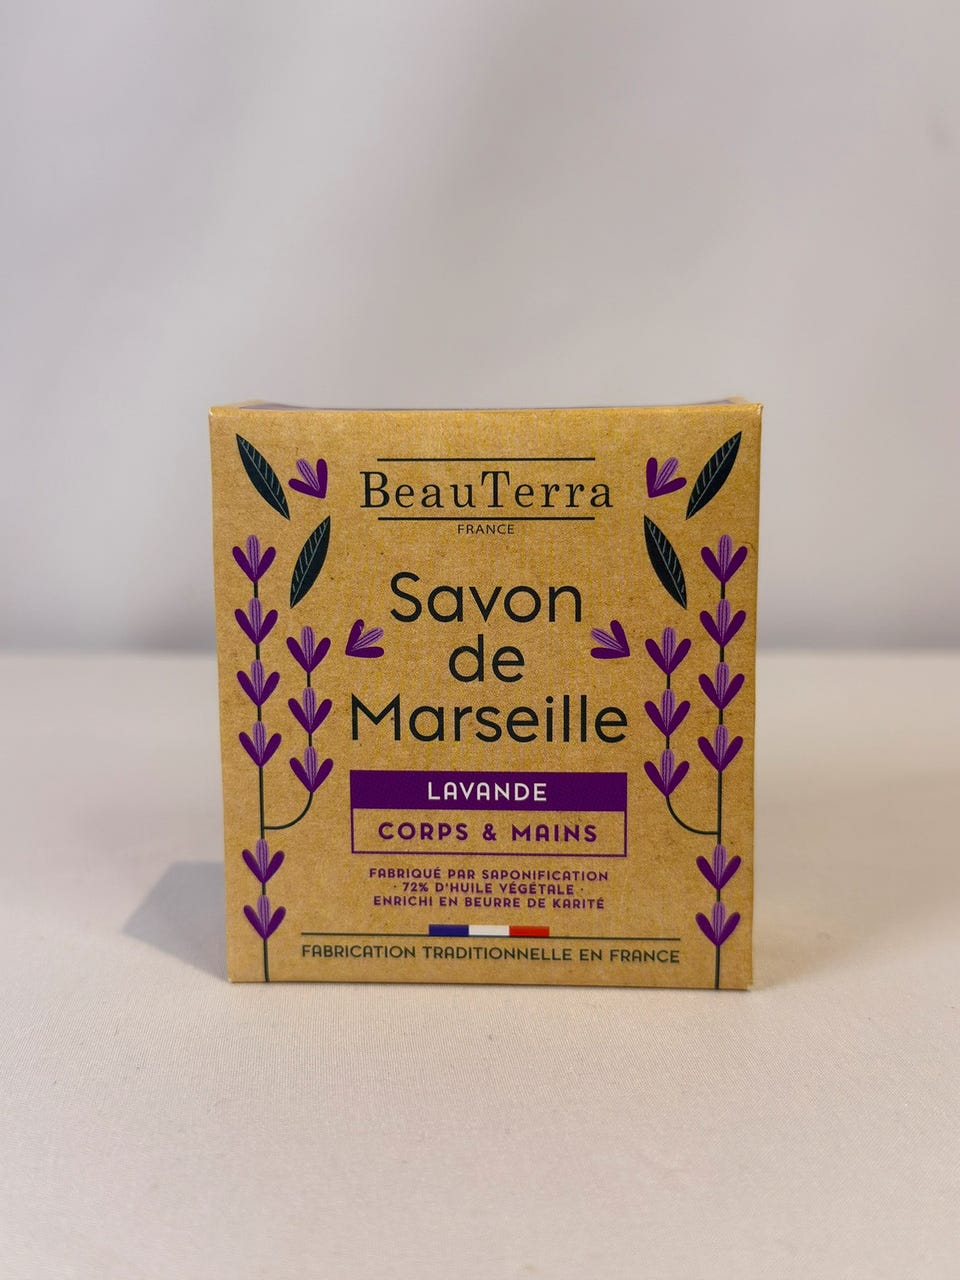 BeauTerra
FRANCE
Savon
de
Marseille
LAVANDE
CORPS & MAINS
FABRIQUÉ PAR SAPONIFICATION
· 72% D'HUILE VÉGÉTALE ·
ENRICHI EN BEURRE DE KARITÉ
FABRICATION TRADITIONNELLE EN FRANCE